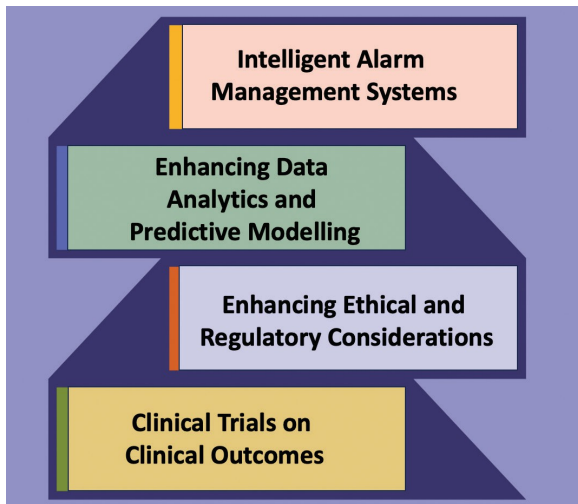 Intelligent Alarm
Management Systems
Enhancing Data
Analytics and
Predictive Modelling
Enhancing Ethical and
Regulatory Considerations
Clinical Trials on
Clinical Outcomes